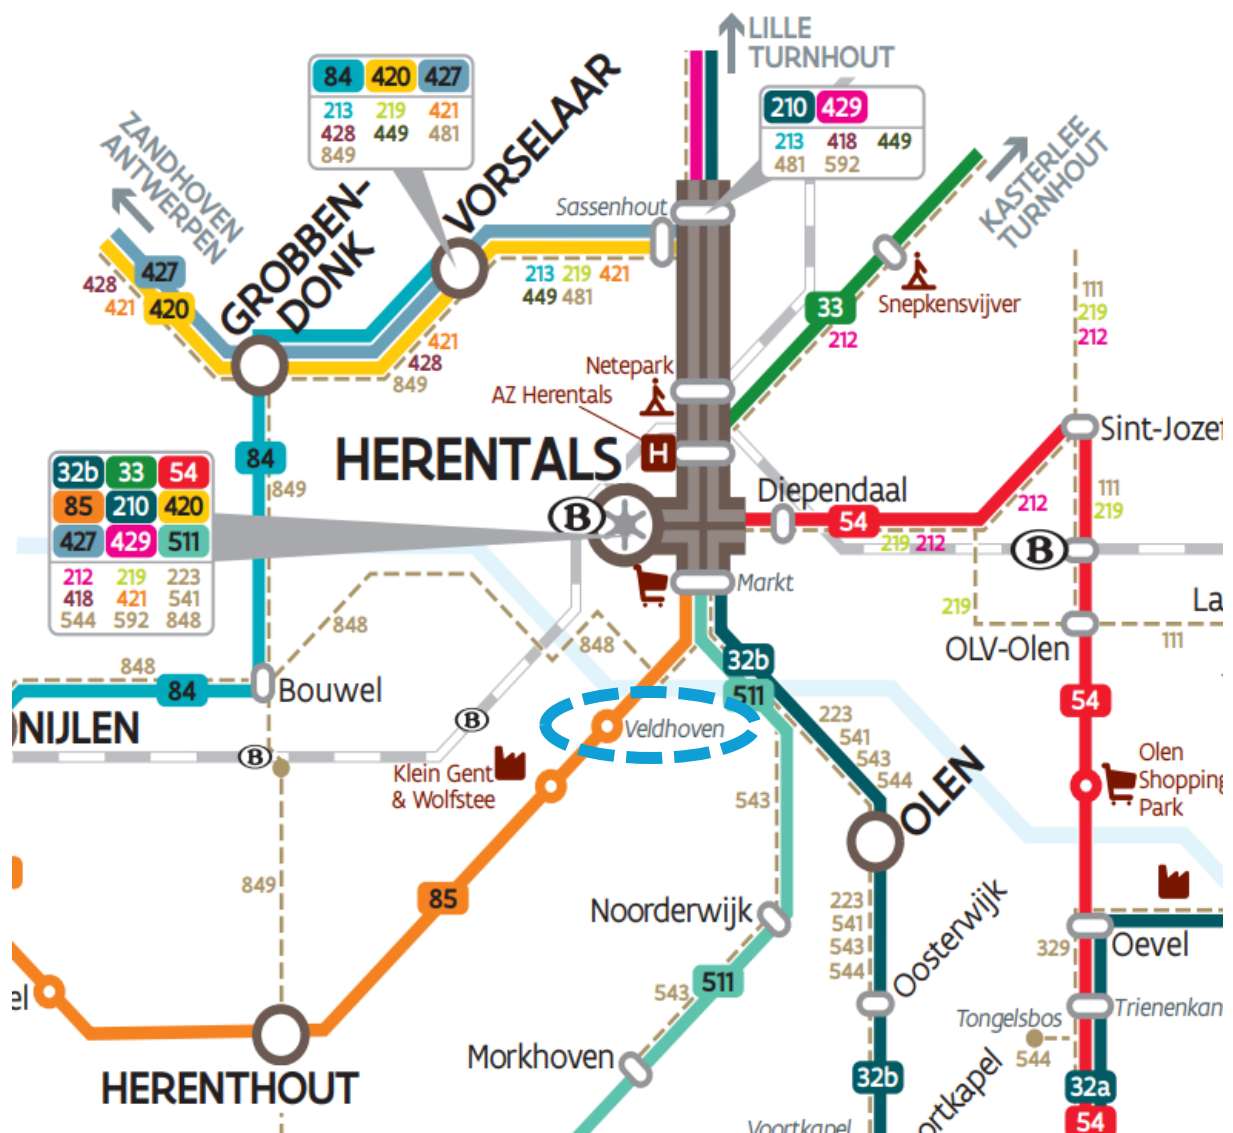 LILLE
TURNHOUT
84 420 427
213 219 421
428 449 481
849
210 429
213 418 449
481 592
ZANDHOVEN
ANTWERPEN
VORSELAAR
KASTERLEE
TURNHOUT
GROBBEN-
DONK
Sassenhout
427
428
421
420
213 219 421
449 481
Snepkensvijver
33
212
111
219
212
421
428
849
Netepark
AZ Herentals
H
HERENTALS
84
849
32b 33 54
85 210 420
427 429 511
212 219 223
418 421 541
544 592 848
B
Diependaal
54
219 212
212
Sint-Jozef
111
219
B
Markt
219
La
OLV-Olen
111
848
848
848
84
Bouwel
NIJLEN
B
B
32b
511
Veldhoven
223
541
543
544
54
Klein Gent
& Wolfstee
543
OLEN
Olen
Shopping
Park
849
85
Noorderwijk
223
541
543
544
Oosterwijk
329
Oevel
511
543
el
Tongelsbos
544
Trienenkan
HERENTHOUT
Morkhoven
32b
ortkapel
32a
54
Voortkapel